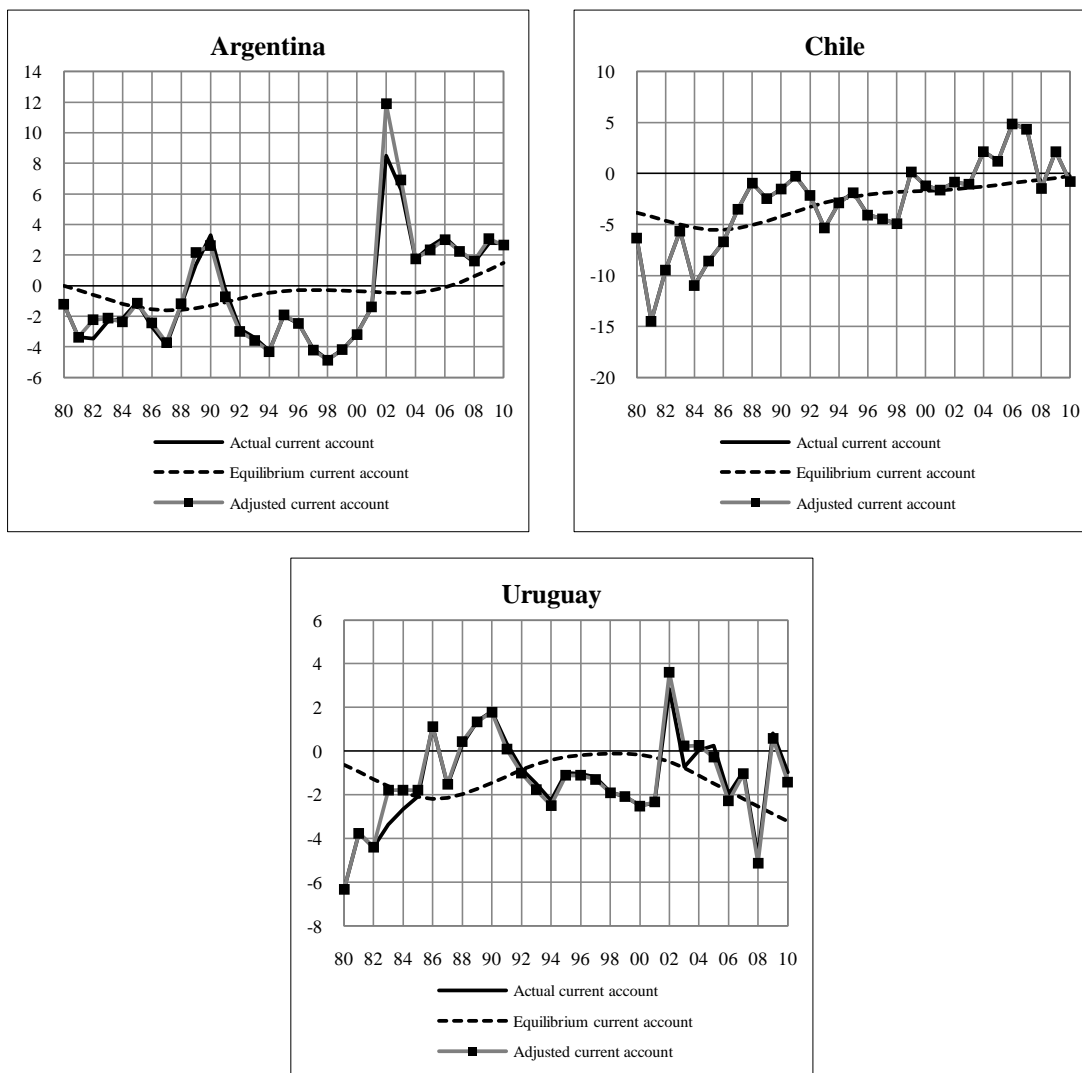 Argentina
14
12
10
8
6
4
2
0
-2
-4
-6
80 82 84 86 88 90 92 94 96 98 00 02 04 06 08 10
Actual current account
Equilibrium current account
Adjusted current account
Chile
10
5
0
-5
-10
-15
-20
80 82 84 86 88 90 92 94 96 98 00 02 04 06 08 10
Actual current account
Equilibrium current account
Adjusted current account
Uruguay
6
4
2
0
-2
-4
-6
-8
80 82 84 86 88 90 92 94 96 98 00 02 04 06 08 10
Actual current account
Equilibrium current account
Adjusted current account